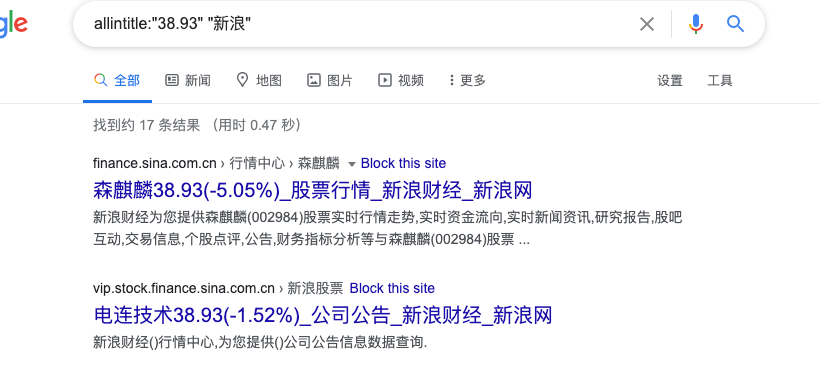 gle
allintitle:"38.93" "新浪"
全部 新闻 地图 图片 视频 更多 设置 工具
找到约 17 条结果 （用时 0.47 秒）
finance.sina.com.cn › 行情中心 › 森麒麟 Block this site
森麒麟38.93(-5.05%)_股票行情_新浪财经_新浪网
新浪财经为您提供森麒麟(002984)股票实时行情走势,实时资金流向,实时新闻资讯,研究报告,股吧
互动,交易信息,个股点评,公告,财务指标分析等与森麒麟(002984)股票 ...
vip.stock.finance.sina.com.cn › 新浪股票 Block this site
电连技术38.93(-1.52%)_公司公告_新浪财经_新浪网
新浪财经()行情中心,为您提供()公司公告信息数据查询.